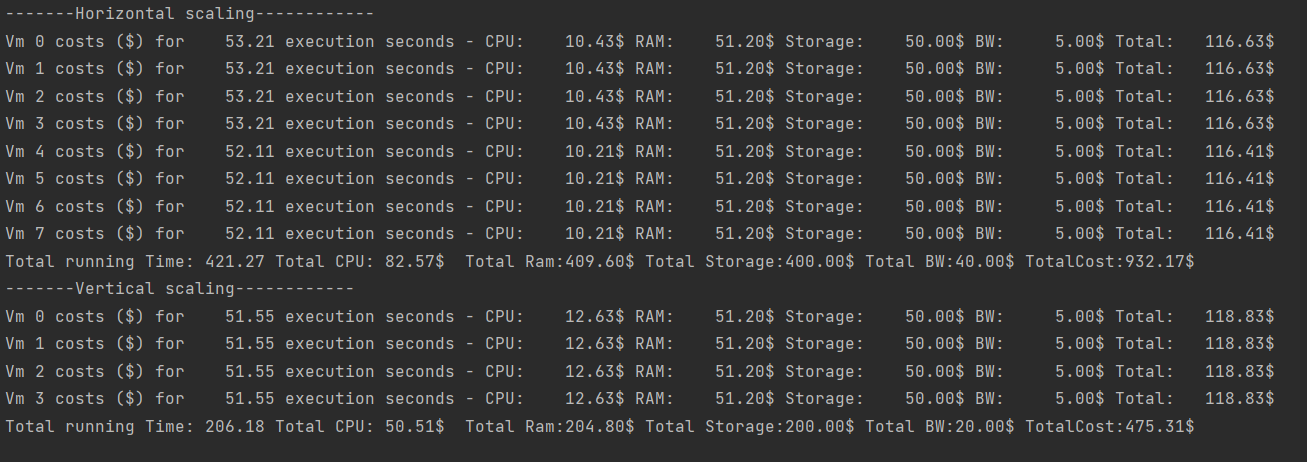 -------Horizontal scaling------------
Vm 0 costs ($) for    53.21 execution seconds - CPU:    10.43$ RAM:    51.20$ Storage:    50.00$ BW:     5.00$ Total:   116.63$
Vm 1 costs ($) for    53.21 execution seconds - CPU:    10.43$ RAM:    51.20$ Storage:    50.00$ BW:     5.00$ Total:   116.63$
Vm 2 costs ($) for    53.21 execution seconds - CPU:    10.43$ RAM:    51.20$ Storage:    50.00$ BW:     5.00$ Total:   116.63$
Vm 3 costs ($) for    53.21 execution seconds - CPU:    10.43$ RAM:    51.20$ Storage:    50.00$ BW:     5.00$ Total:   116.63$
Vm 4 costs ($) for    52.11 execution seconds - CPU:    10.21$ RAM:    51.20$ Storage:    50.00$ BW:     5.00$ Total:   116.41$
Vm 5 costs ($) for    52.11 execution seconds - CPU:    10.21$ RAM:    51.20$ Storage:    50.00$ BW:     5.00$ Total:   116.41$
Vm 6 costs ($) for    52.11 execution seconds - CPU:    10.21$ RAM:    51.20$ Storage:    50.00$ BW:     5.00$ Total:   116.41$
Vm 7 costs ($) for    52.11 execution seconds - CPU:    10.21$ RAM:    51.20$ Storage:    50.00$ BW:     5.00$ Total:   116.41$
Total running Time: 421.27 Total CPU: 82.57$  Total Ram:409.60$ Total Storage:400.00$ Total BW:40.00$ TotalCost:932.17$
-------Vertical scaling------------
Vm 0 costs ($) for    51.55 execution seconds - CPU:    12.63$ RAM:    51.20$ Storage:    50.00$ BW:     5.00$ Total:   118.83$
Vm 1 costs ($) for    51.55 execution seconds - CPU:    12.63$ RAM:    51.20$ Storage:    50.00$ BW:     5.00$ Total:   118.83$
Vm 2 costs ($) for    51.55 execution seconds - CPU:    12.63$ RAM:    51.20$ Storage:    50.00$ BW:     5.00$ Total:   118.83$
Vm 3 costs ($) for    51.55 execution seconds - CPU:    12.63$ RAM:    51.20$ Storage:    50.00$ BW:     5.00$ Total:   118.83$
Total running Time: 206.18 Total CPU: 50.51$  Total Ram:204.80$ Total Storage:200.00$ Total BW:20.00$ TotalCost:475.31$